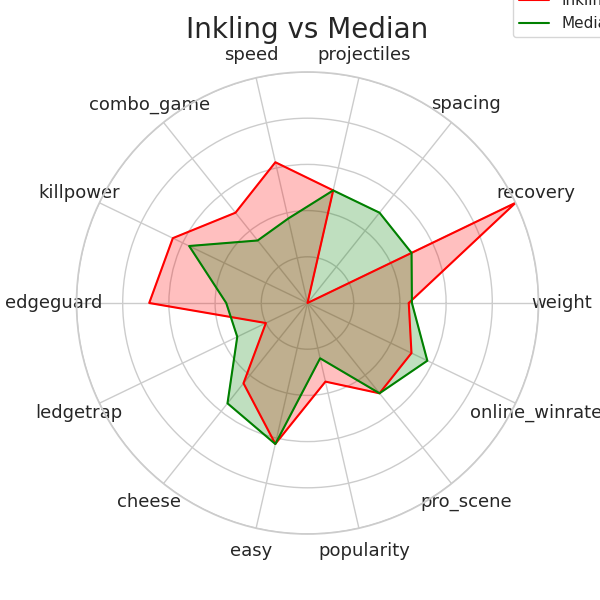 Inkling vs Median
speed
projectiles
combo_game
spacing
killpower
recovery
edgeguard
weight
ledgetrap
online_winrate
cheese
pro_scene
easy
popularity